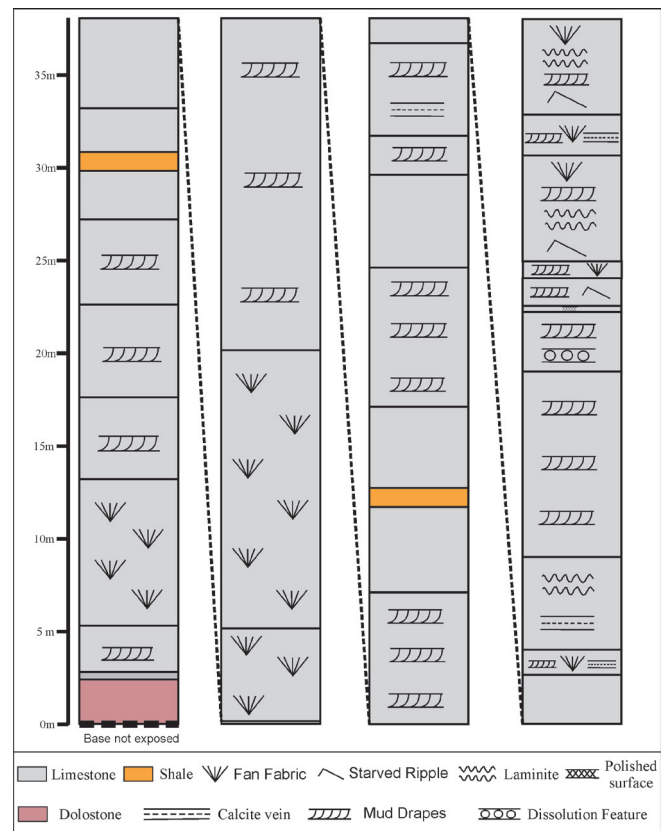 35m
30m
25m
20m
15m
10m
5m
0m
Base not exposed
Limestone Shale Fan Fabric Starved Ripple Laminite Polished
surface
Dolostone Calcite vein Mud Drapes Dissolution Feature